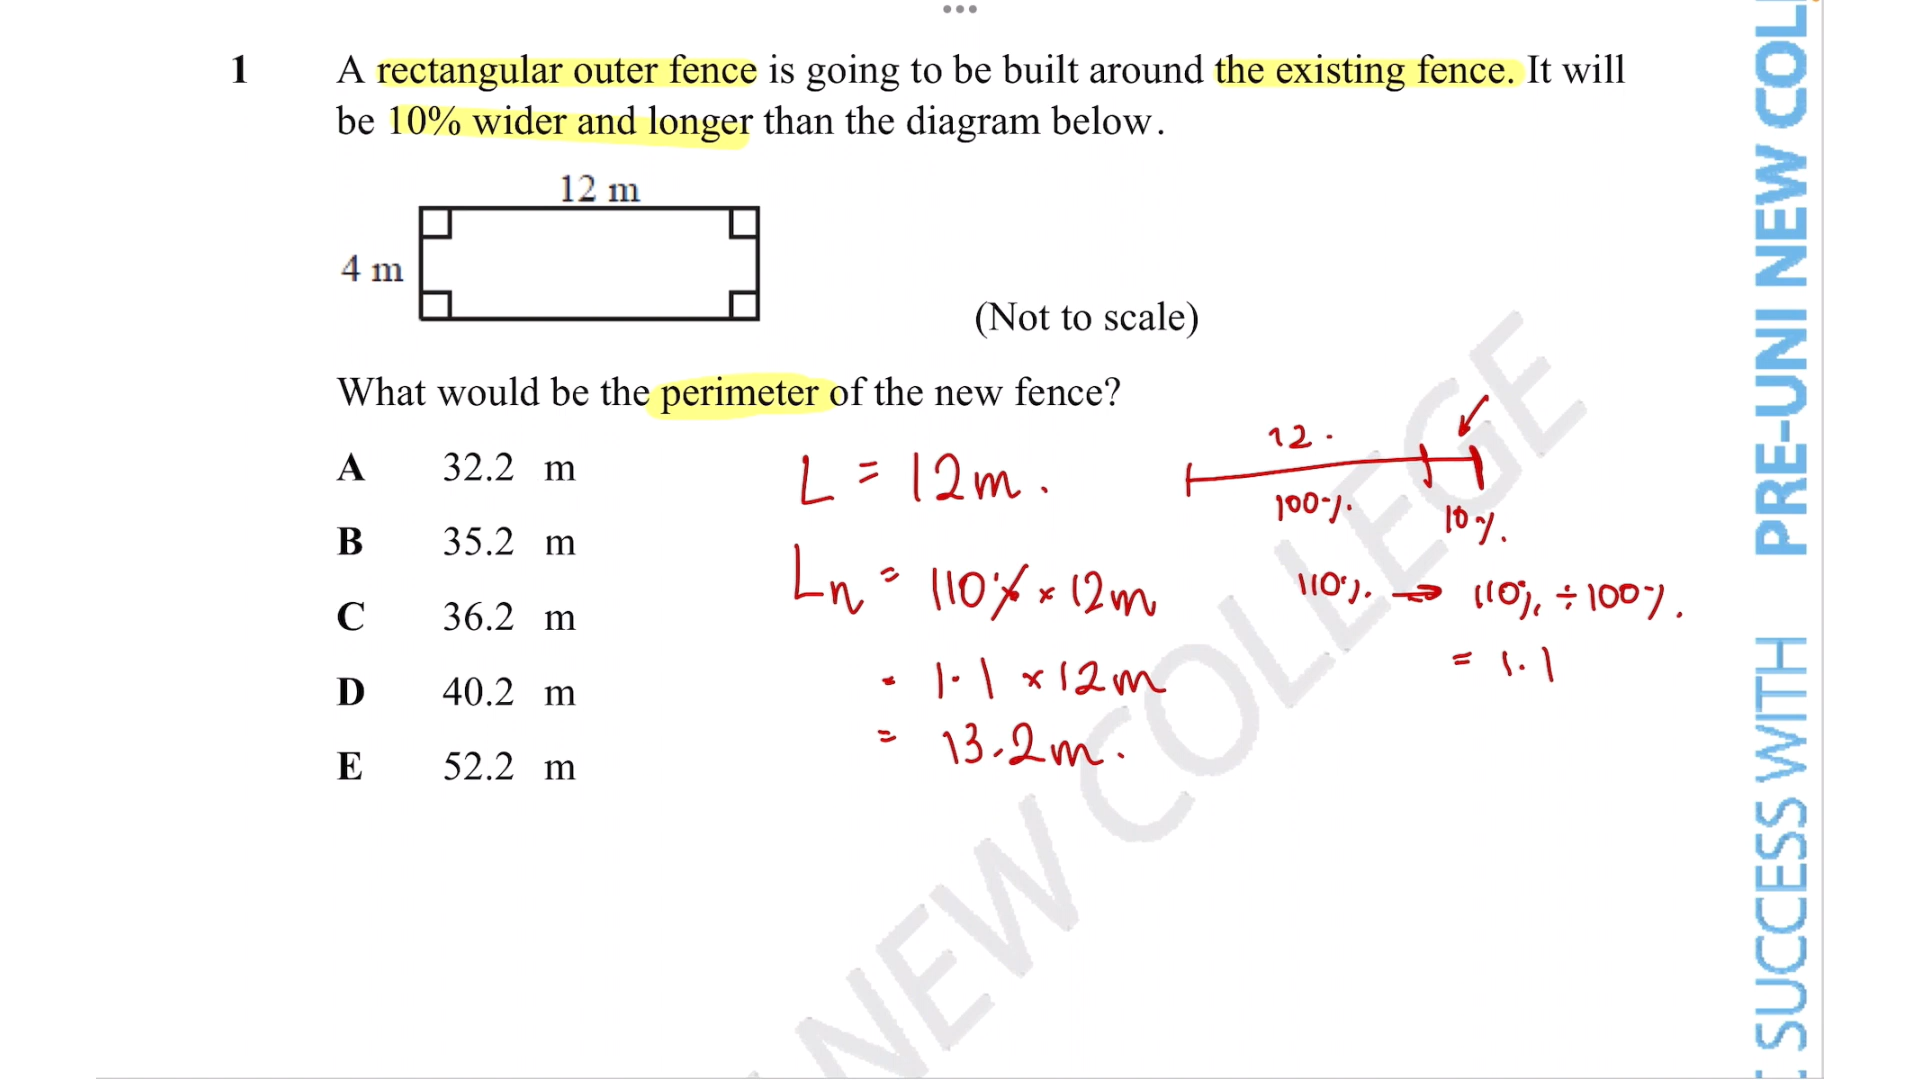 1 A rectangular outer fence is going to be built around the existing fence. It will
be 10% wider and longer than the diagram below.
12 m
4 m
(Not to scale)
What would be the perimeter of the new fence?
A 32.2 m
B 35.2 m
C 36.2 m
D 40.2 m
E 52.2 m
L = 12m.
Ln = 110% × 12m
= 1.1 × 12m
= 13.2m.
12.
100%.
10%.
110%. → 110% ÷ 100%.
= 1.1
NEW COLLEGE
SUCCESS WITH PRE-UNI NEW COL